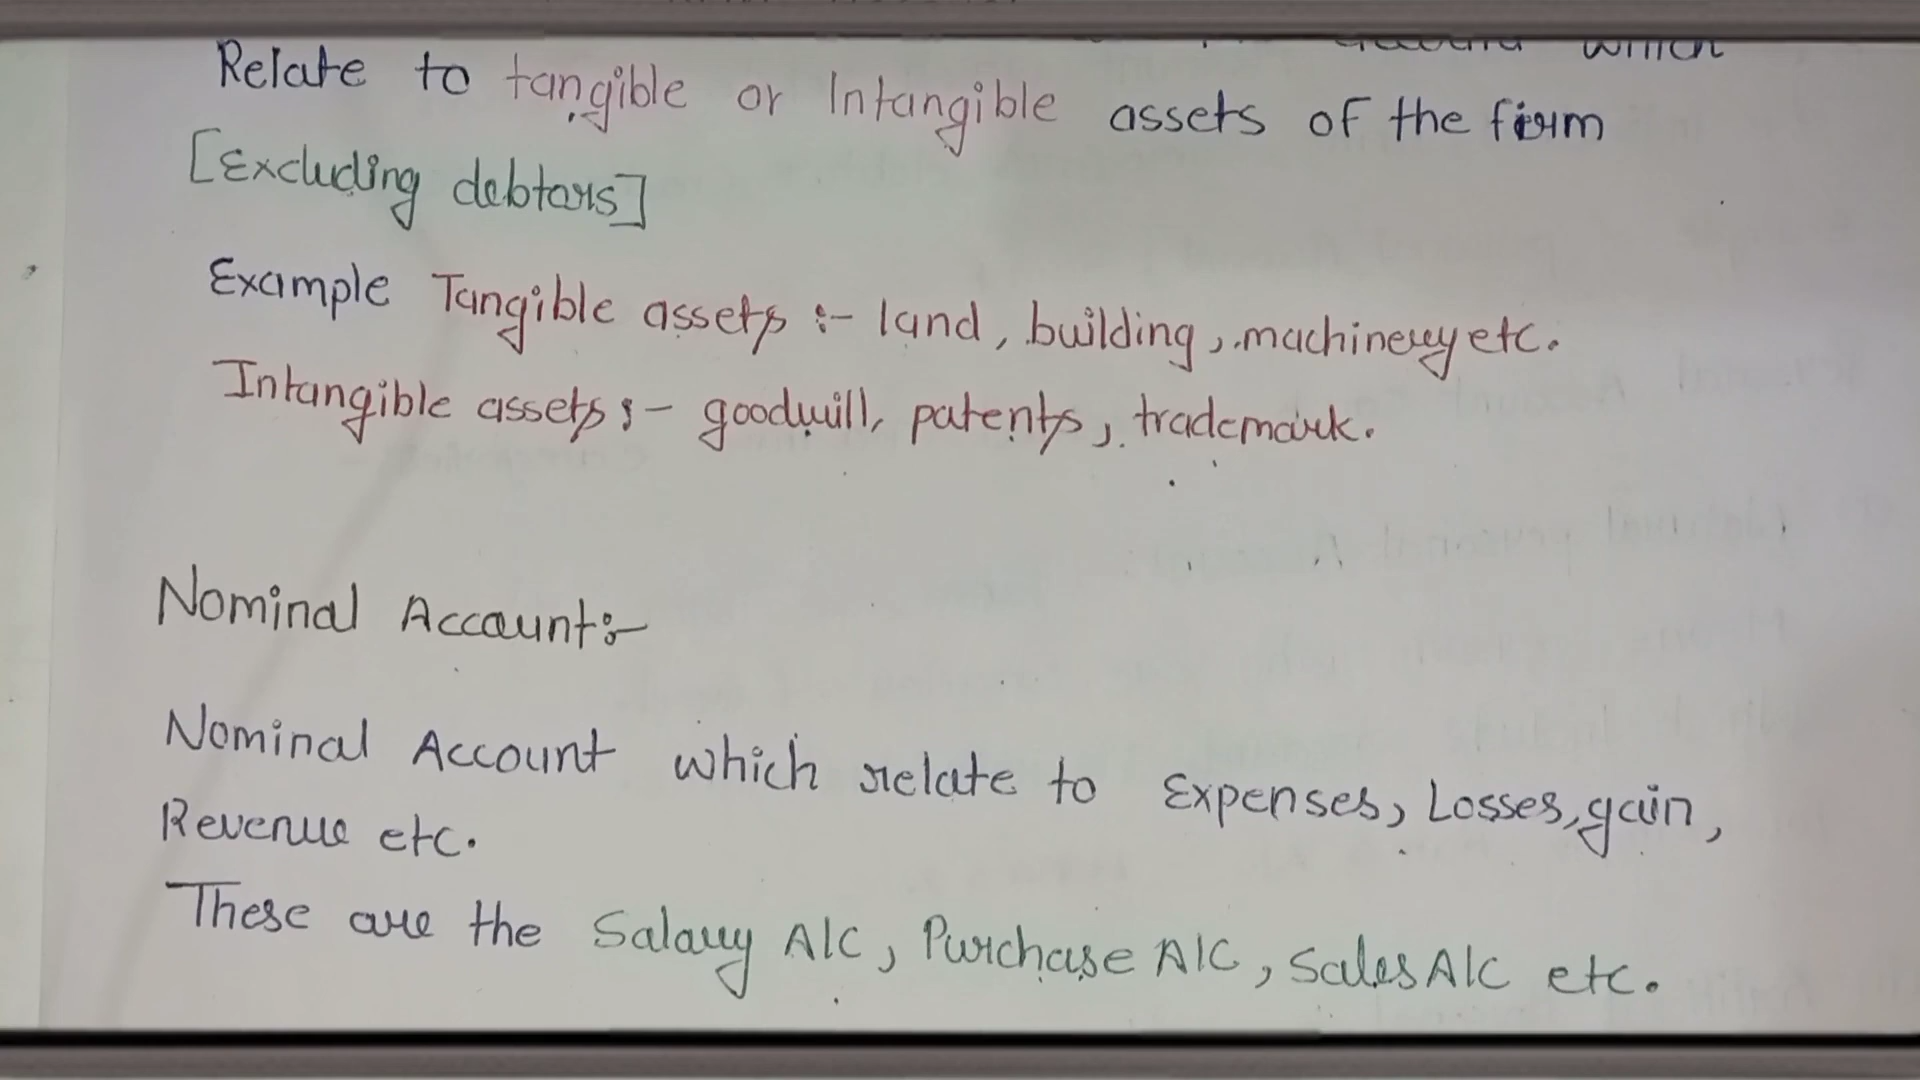 which
Relate to tangible or Intangible assets of the firm
[Excluding debtors]
Example Tangible assets :- land, building, machinery etc.
Intangible assets :- goodwill, patents, trademark.
Nominal Account:-
Nominal Account which relate to Expenses, Losses, gain,
Revenue etc.
These are the Salary A/C, Purchase A/C, Sales A/C etc.